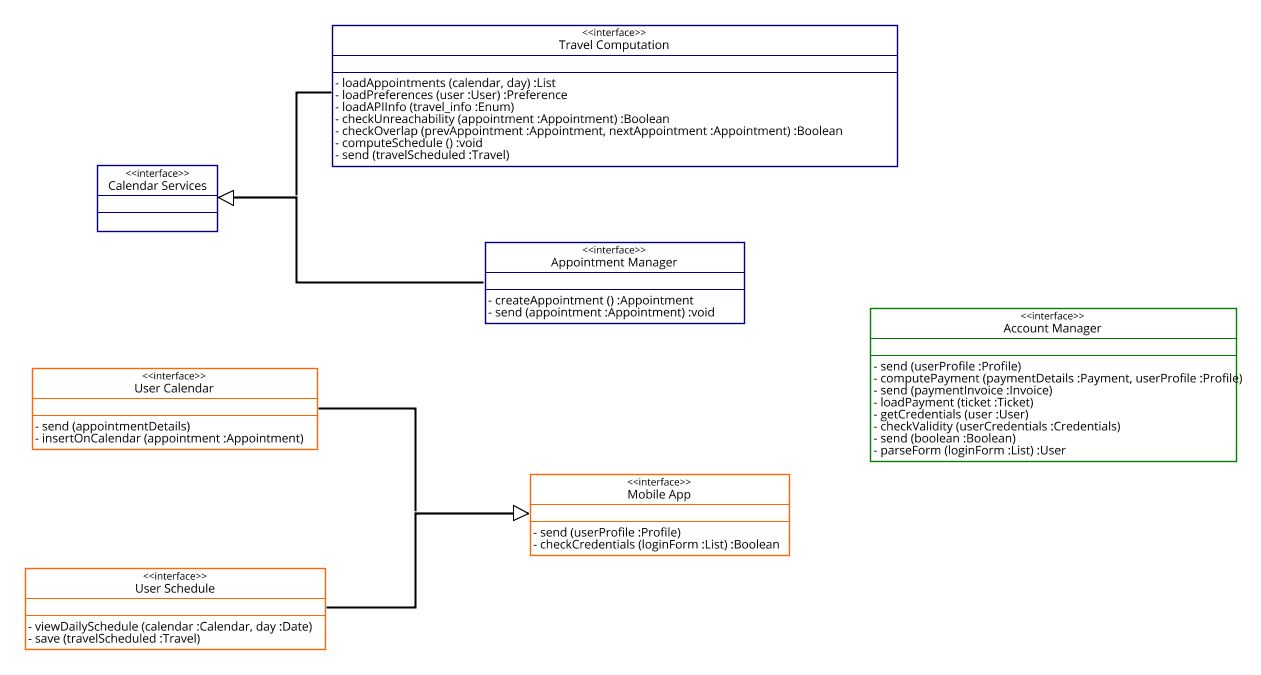 <<interface>>
Travel Computation
- loadAppointments (calendar, day) :List
- loadPreferences (user :User) :Preference
- loadAPIInfo (travel_info :Enum)
- checkUnreachability (appointment :Appointment) :Boolean
- checkOverlap (prevAppointment :Appointment, nextAppointment :Appointment) :Boolean
- computeSchedule () :void
- send (travelScheduled :Travel)
<<interface>>
Calendar Services
<<interface>>
Appointment Manager
- createAppointment () :Appointment
- send (appointment :Appointment) :void
<<interface>>
Account Manager
- send (userProfile :Profile)
- computePayment (paymentDetails :Payment, userProfile :Profile)
- send (paymentInvoice :Invoice)
- loadPayment (ticket :Ticket)
- getCredentials (user :User)
- checkValidity (userCredentials :Credentials)
- send (boolean :Boolean)
- parseForm (loginForm :List) :User
<<interface>>
User Calendar
- send (appointmentDetails)
- insertOnCalendar (appointment :Appointment)
<<interface>>
Mobile App
- send (userProfile :Profile)
- checkCredentials (loginForm :List) :Boolean
<<interface>>
User Schedule
- viewDailySchedule (calendar :Calendar, day :Date)
- save (travelScheduled :Travel)